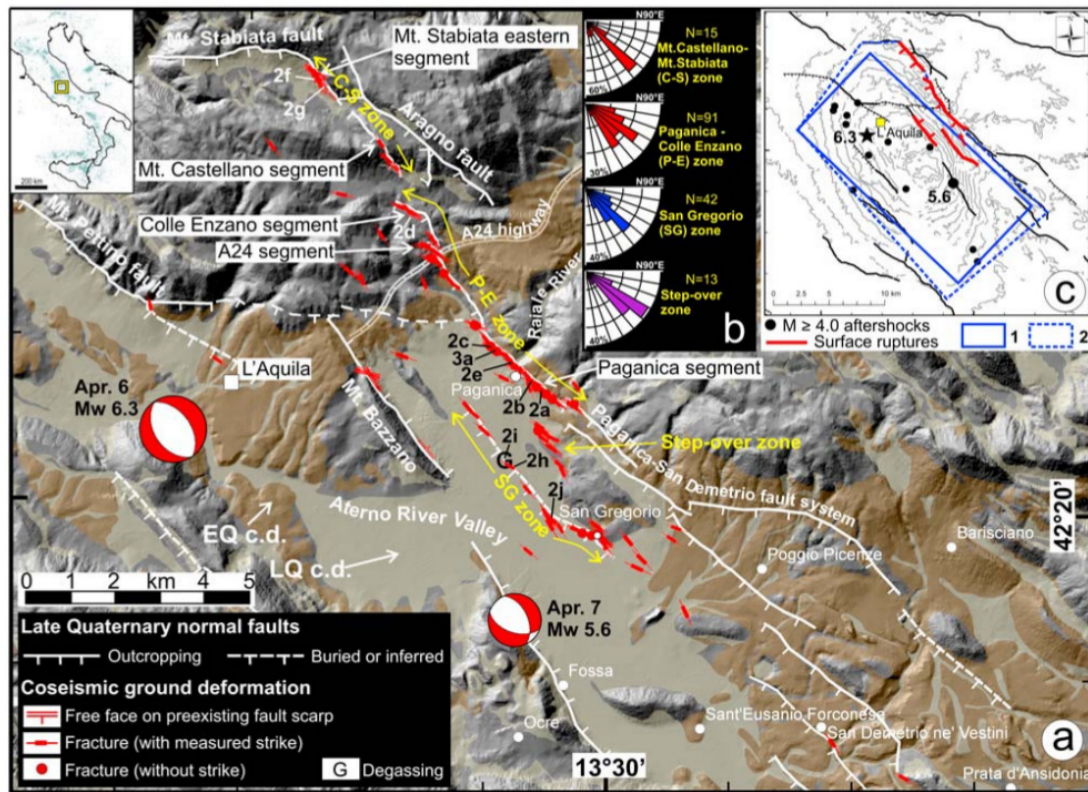 200 km
Mt. Stabiata fault
Mt. Stabiata eastern
segment
2f
2g
C-S zone
Aragno fault
Mt. Castellano segment
Colle Enzano segment
2d
A24 highway
A24 segment
Mt. Pettino fault
P-E zone
Raiale River
2c
3a
2e
Paganica
2b
2a
Paganica segment
L'Aquila
Apr. 6
Mw 6.3
Mt. Bazzano
2i
G
2h
Step-over zone
SG zone
2j
San Gregorio
Paganica-San Demetrio fault system
Aterno River Valley
EQ c.d.
LQ c.d.
Poggio Picenze
Barisciano
42°20'
0 1 2 3 4 5
km
Apr. 7
Mw 5.6
Fossa
Ocre
Sant'Eusanio Forconese
San Demetrio ne' Vestini
Prata d'Ansidonia
13°30'
a
Late Quaternary normal faults
Outcropping
Buried or inferred
Coseismic ground deformation
Free face on preexisting fault scarp
Fracture (with measured strike)
Fracture (without strike)
G Degassing
N90°E
N=15
Mt.Castellano-
Mt.Stabiata
(C-S) zone
60%
N90°E
N=91
Paganica -
Colle Enzano
(P-E) zone
30%
N90°E
N=42
San Gregorio
(SG) zone
40%
N90°E
N=13
Step-over
zone
40%
b
6.3
L'Aquila
5.6
0 5 10 km
c
M ≥ 4.0 aftershocks
Surface ruptures
1
2